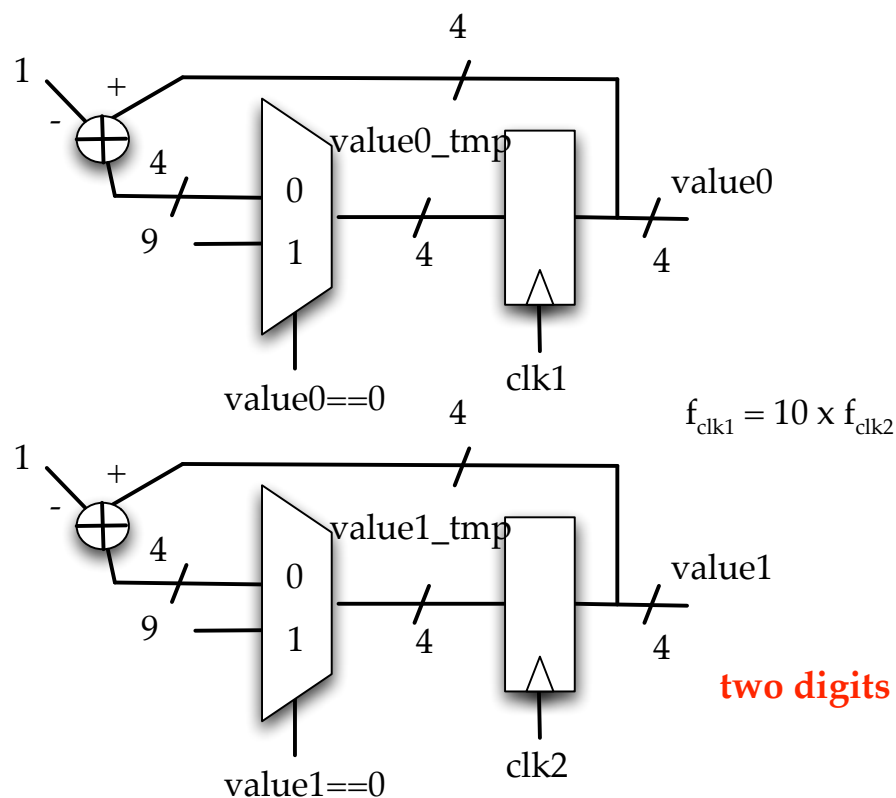 4
1
+
-
value0_tmp
4
0
value0
9
1
4
4
clk1
value0==0
4
f_clk1 = 10 x f_clk2
1
+
-
value1_tmp
4
0
value1
9
1
4
4
two digits
clk2
value1==0